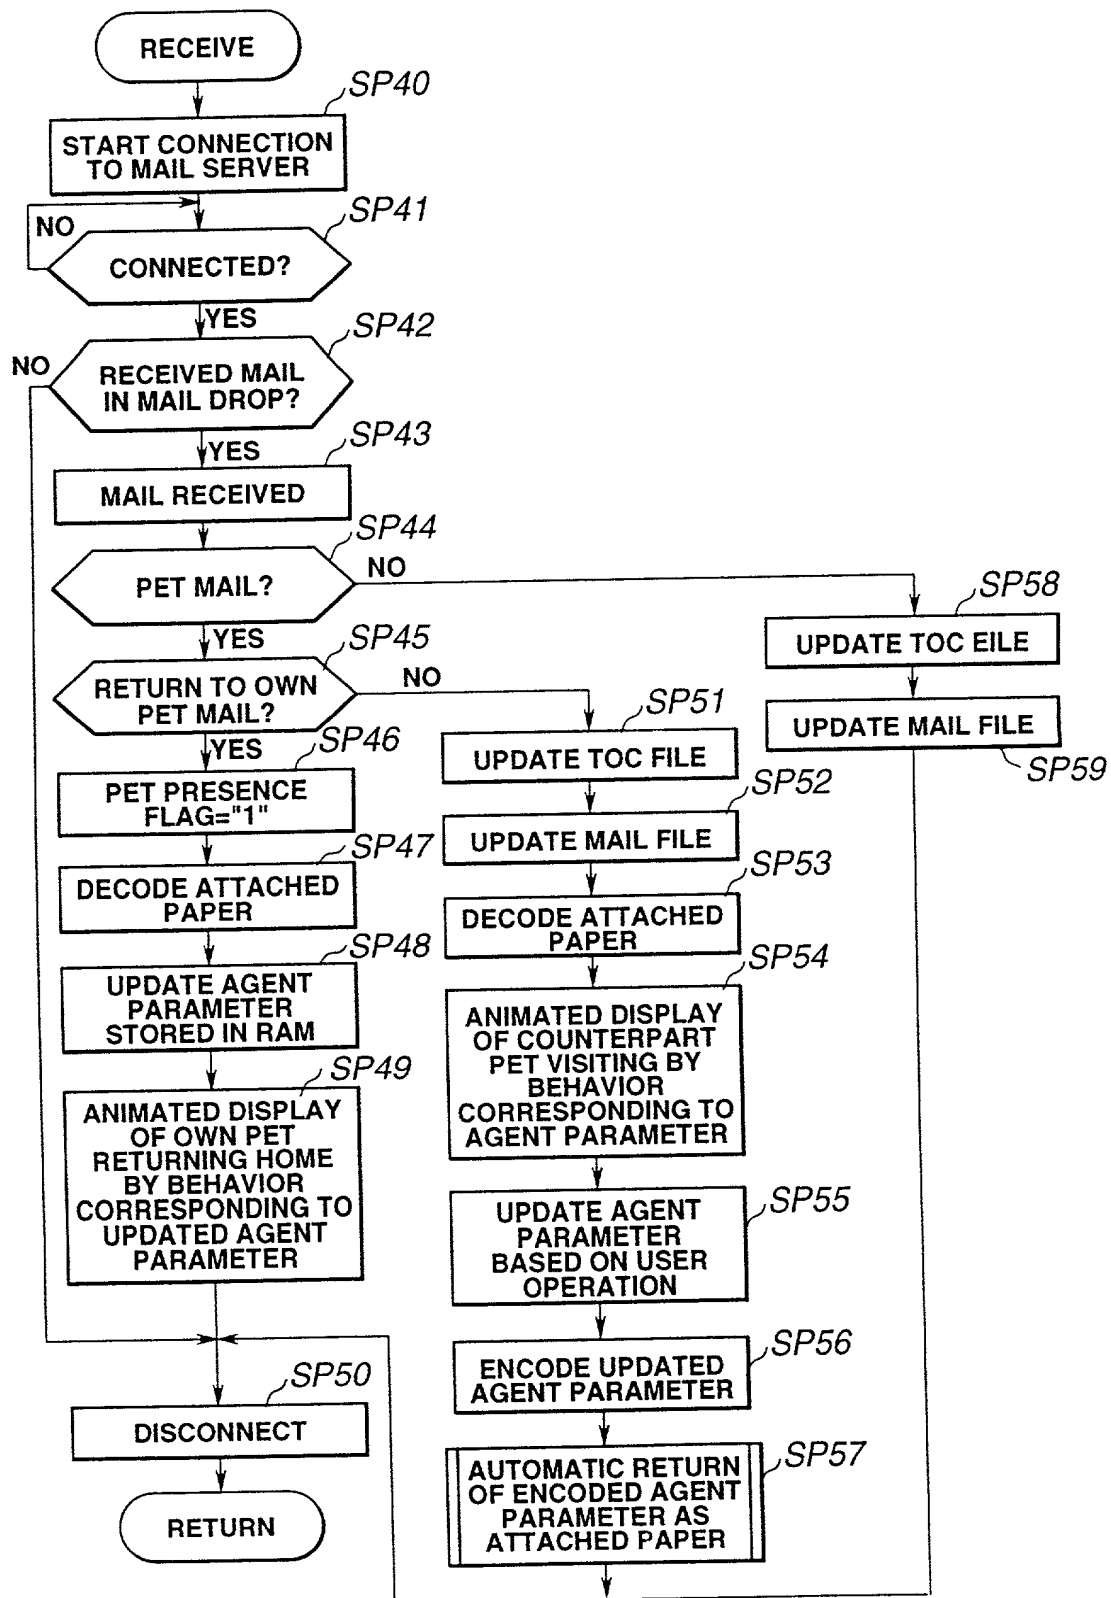 RECEIVE
SP40
START CONNECTION
TO MAIL SERVER
SP41
NO
CONNECTED?
YES
SP42
NO
RECEIVED MAIL
IN MAIL DROP?
YES
SP43
MAIL RECEIVED
SP44
PET MAIL?
NO
YES
SP45
RETURN TO OWN
PET MAIL?
NO
YES
SP46
PET PRESENCE
FLAG="1"
SP47
DECODE ATTACHED
PAPER
SP48
UPDATE AGENT
PARAMETER
STORED IN RAM
SP49
ANIMATED DISPLAY
OF OWN PET
RETURNING HOME
BY BEHAVIOR
CORRESPONDING TO
UPDATED AGENT
PARAMETER
SP50
DISCONNECT
RETURN
SP51
UPDATE TOC FILE
SP52
UPDATE MAIL FILE
SP53
DECODE ATTACHED
PAPER
SP54
ANIMATED DISPLAY
OF COUNTERPART
PET VISITING BY
BEHAVIOR
CORRESPONDING TO
AGENT PARAMETER
SP55
UPDATE AGENT
PARAMETER
BASED ON USER
OPERATION
SP56
ENCODE UPDATED
AGENT PARAMETER
SP57
AUTOMATIC RETURN
OF ENCODED AGENT
PARAMETER AS
ATTACHED PAPER
SP58
UPDATE TOC EILE
UPDATE MAIL FILE
SP59